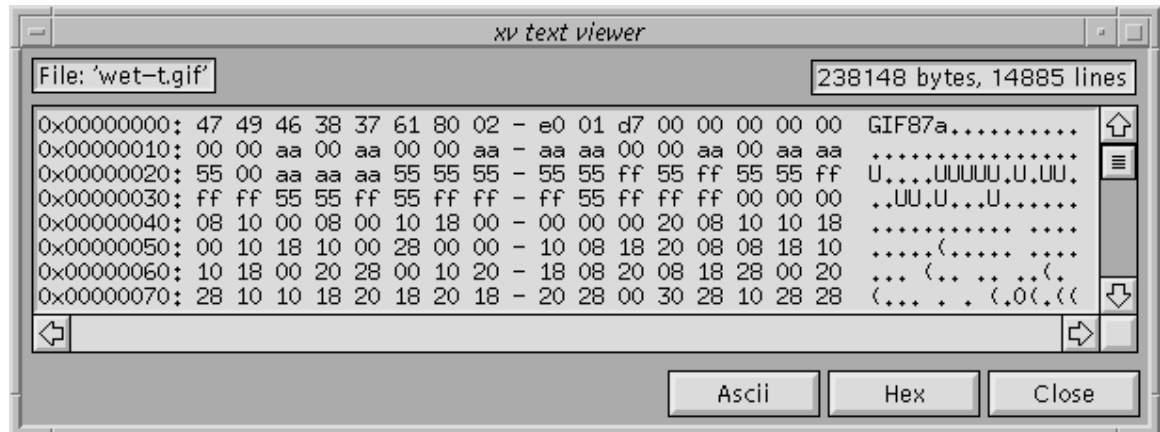 xv text viewer
File: 'wet-t.gif'
238148 bytes, 14885 lines
0x00000000: 47 49 46 38 37 61 80 02 - e0 01 d7 00 00 00 00 00 GIF87a..........
0x00000010: 00 00 aa 00 aa 00 00 aa - aa aa 00 00 aa 00 aa aa ................
0x00000020: 55 00 aa aa aa 55 55 55 - 55 55 ff 55 ff 55 55 ff U....UUUUU.U.UU.
0x00000030: ff ff 55 55 ff 55 ff ff - ff 55 ff ff ff 00 00 00 ..UU.U...U......
0x00000040: 08 10 00 08 00 10 18 00 - 00 00 00 20 08 10 10 18 ........... ....
0x00000050: 00 10 18 10 00 28 00 00 - 10 08 18 20 08 08 18 10 .....(..... ....
0x00000060: 10 18 00 20 28 00 10 20 - 18 08 20 08 18 28 00 20 ... (.. .. ..(.
0x00000070: 28 10 10 18 20 18 20 18 - 20 28 00 30 28 10 28 28 (... . . (.0(.((
Ascii Hex Close